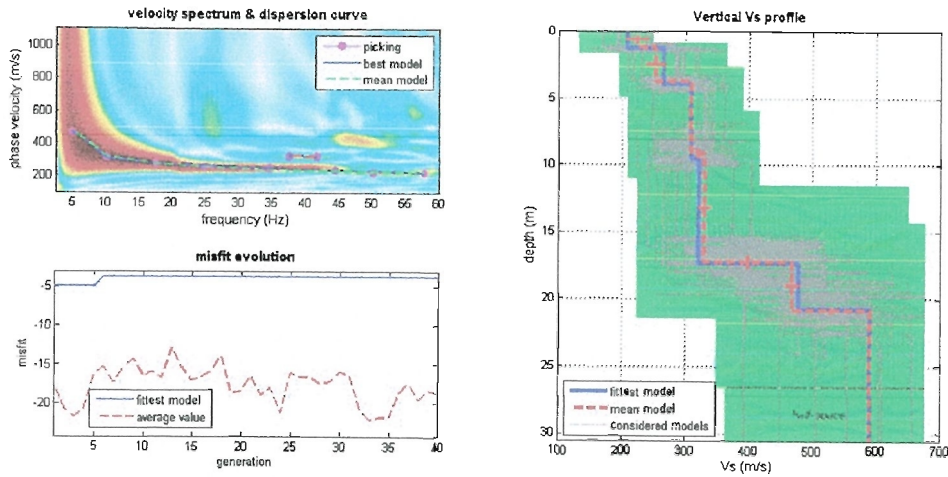 velocity spectrum & dispersion curve
phase velocity (m/s)
1000
800
600
400
200
picking
best model
mean model
5 10 15 20 25 30 35 40 45 50 55 60
frequency (Hz)
misfit evolution
misfit
-5
-10
-15
-20
fittest model
average value
5 10 15 20 25 30 35 40
generation
Vertical Vs profile
depth (m)
0
5
10
15
20
25
30
fittest model
mean model
Considered models
100 200 300 400 500 600 700
Vs (m/s)